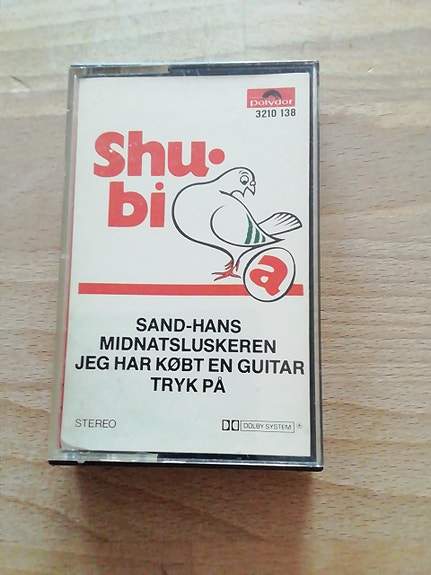 Polydor
3210 138
Shu·
bi
a
SAND-HANS
MIDNATSLUSKEREN
JEG HAR KØBT EN GUITAR
TRYK PÅ
STEREO
DOLBY SYSTEM ®